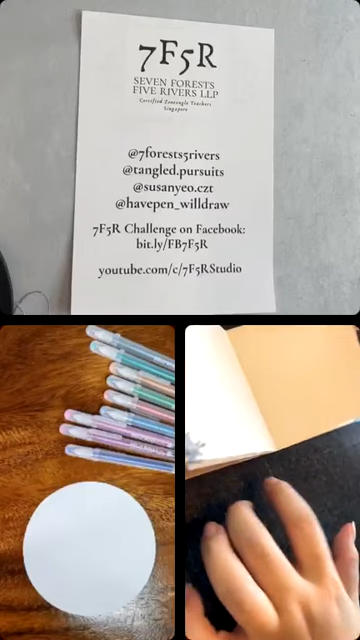 7F5R
SEVEN FORESTS
FIVE RIVERS LLP
Certified Zentangle Teachers
Singapore
@7forests5rivers
@tangled.pursuits
@susanyeo.czt
@havepen_willdraw
7F5R Challenge on Facebook:
bit.ly/FB7F5R
youtube.com/c/7F5RStudio